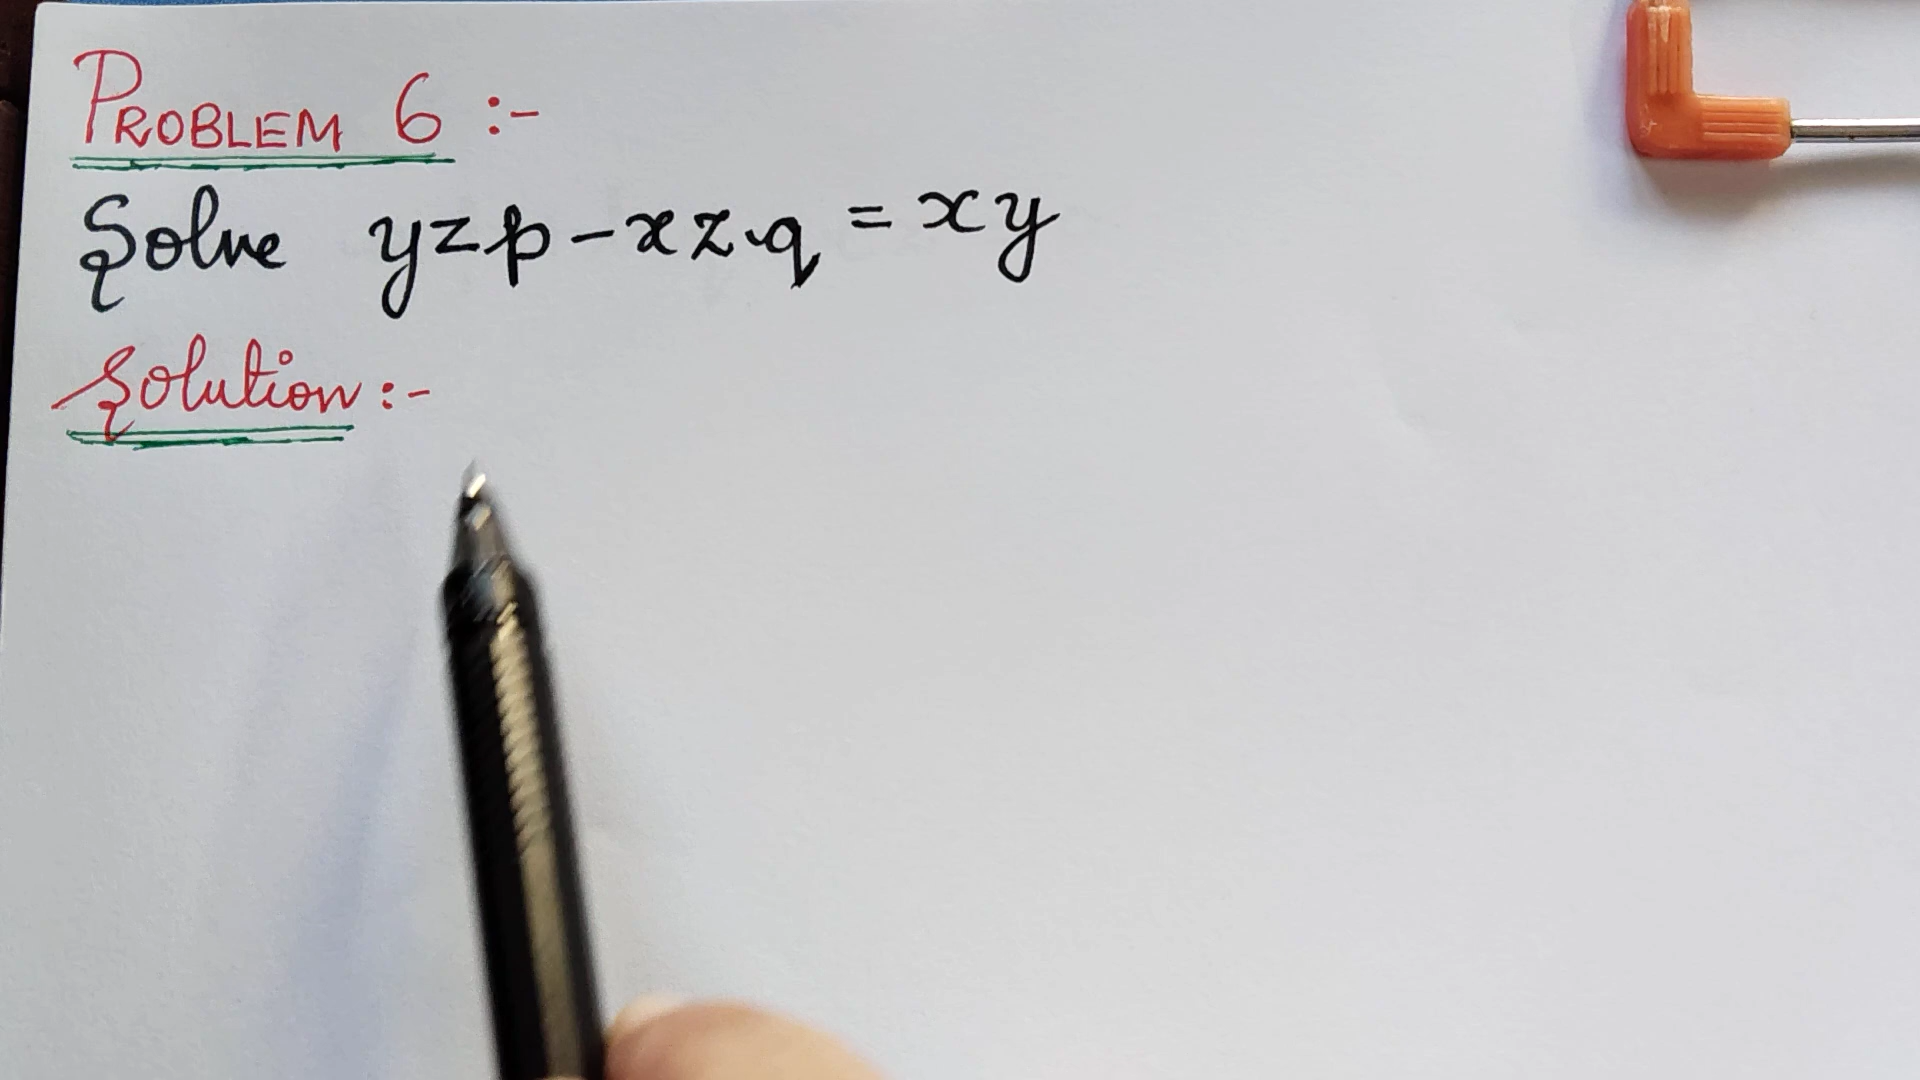 PROBLEM 6 :-
Solve yzp - xzq = xy
Solution :-